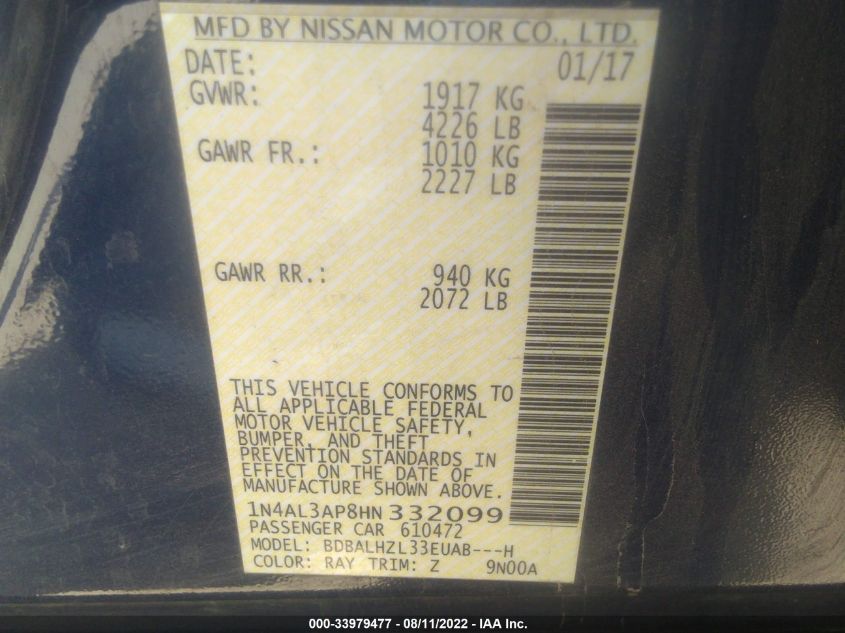 MFD BY NISSAN MOTOR CO., LTD.
DATE: 01/17
GVWR: 1917 KG
4226 LB
GAWR FR.: 1010 KG
2227 LB
GAWR RR.: 940 KG
2072 LB
THIS VEHICLE CONFORMS TO
ALL APPLICABLE FEDERAL
MOTOR VEHICLE SAFETY,
BUMPER, AND THEFT
PREVENTION STANDARDS IN
EFFECT ON THE DATE OF
MANUFACTURE SHOWN ABOVE.
1N4AL3AP8HN 332099
PASSENGER CAR 610472
MODEL: BDBALHZL33EUAB---H
COLOR: RAY TRIM: Z 9N00A
000-33979477 - 08/11/2022 - IAA Inc.